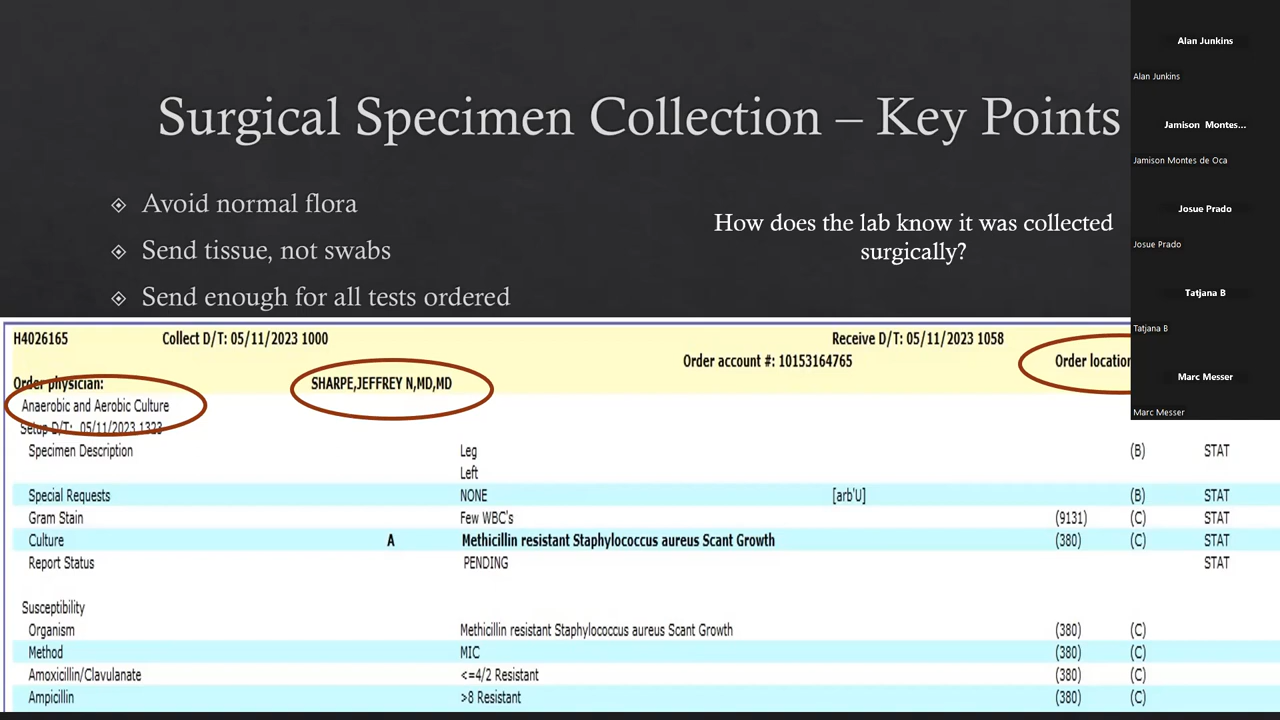 Surgical Specimen Collection – Key Points
Avoid normal flora
Send tissue, not swabs
Send enough for all tests ordered
How does the lab know it was collected
surgically?
Alan Junkins
Alan Junkins
Jamison Montes...
Jamison Montes de Oca
Josue Prado
Josue Prado
Tatjana B
Tatjana B
Marc Messer
Marc Messer
H4026165 Collect D/T: 05/11/2023 1000 Receive D/T: 05/11/2023 1058
Order account #: 10153164765 Order location
Order physician: SHARPE,JEFFREY N,MD,MD
Anaerobic and Aerobic Culture
Setup D/T: 05/11/2023 1323
Specimen Description Leg (B) STAT
Left
Special Requests NONE [arb'U] (B) STAT
Gram Stain Few WBC's (9131) (C) STAT
Culture A Methicillin resistant Staphylococcus aureus Scant Growth (380) (C) STAT
Report Status PENDING STAT
Susceptibility
Organism Methicillin resistant Staphylococcus aureus Scant Growth (380) (C)
Method MIC (380) (C)
Amoxicillin/Clavulanate <=4/2 Resistant (380) (C)
Ampicillin >8 Resistant (380) (C)